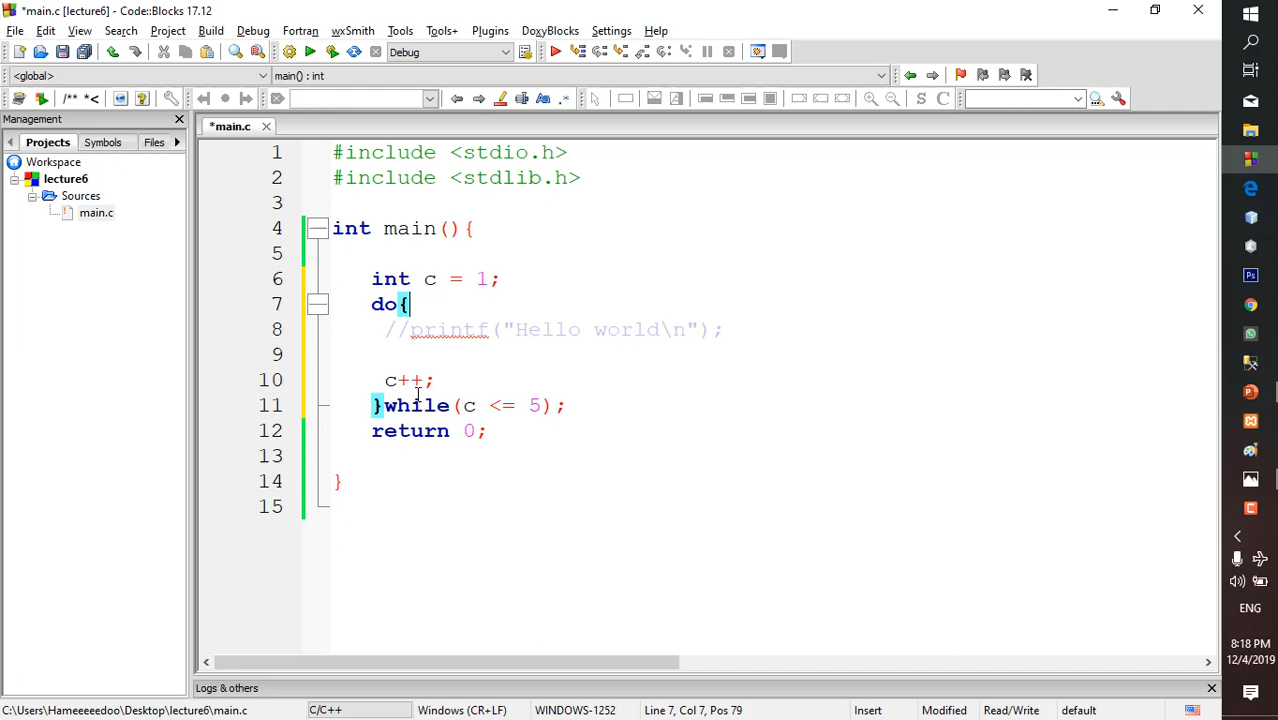 *main.c [lecture6] - Code::Blocks 17.12
File Edit View Search Project Build Debug Fortran wxSmith Tools Tools+ Plugins DoxyBlocks Settings Help
Debug
<global> main() : int
/** *< S C
Management
Projects Symbols Files
*main.c
Workspace
lecture6
Sources
main.c
1 #include <stdio.h>
2 #include <stdlib.h>
3
4 int main(){
5
6 int c = 1;
7 do{
8 //printf("Hello world\n");
9
10 c++;
11 }while(c <= 5);
12 return 0;
13
14 }
15
Logs & others
C:\Users\Hameeeeedoo\Desktop\lecture6\main.c C/C++ Windows (CR+LF) WINDOWS-1252 Line 7, Col 7, Pos 79 Insert Modified Read/Write default
Ps
ENG
8:18 PM
12/4/2019